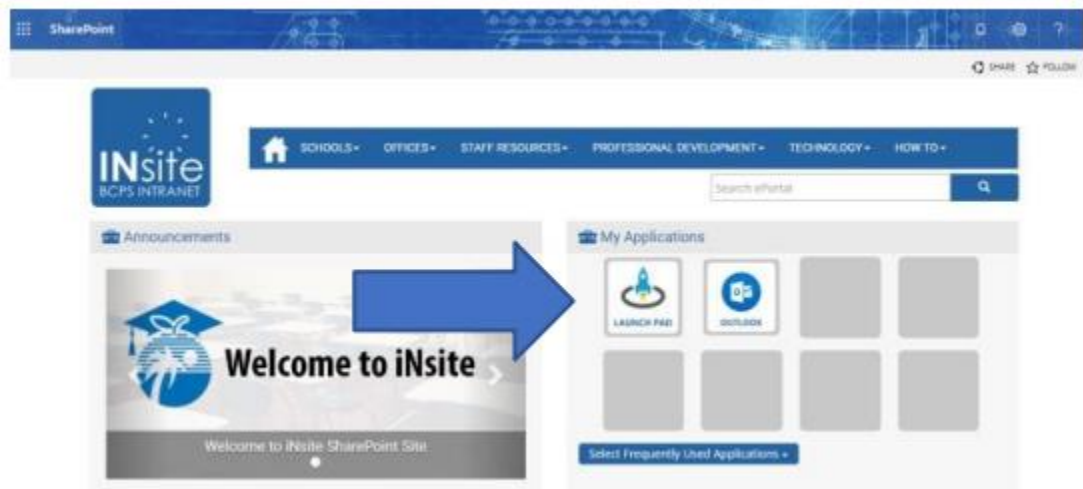 SharePoint
SHARE FOLLOW
INsite
BCPS INTRANET
SCHOOLS OFFICES STAFF RESOURCES PROFESSIONAL DEVELOPMENT TECHNOLOGY HOW TO
Search ePortal
Announcements
My Applications
LAUNCH PAD
OUTLOOK
Welcome to iNsite
Welcome to iNsite SharePoint Site
Select Frequently Used Applications